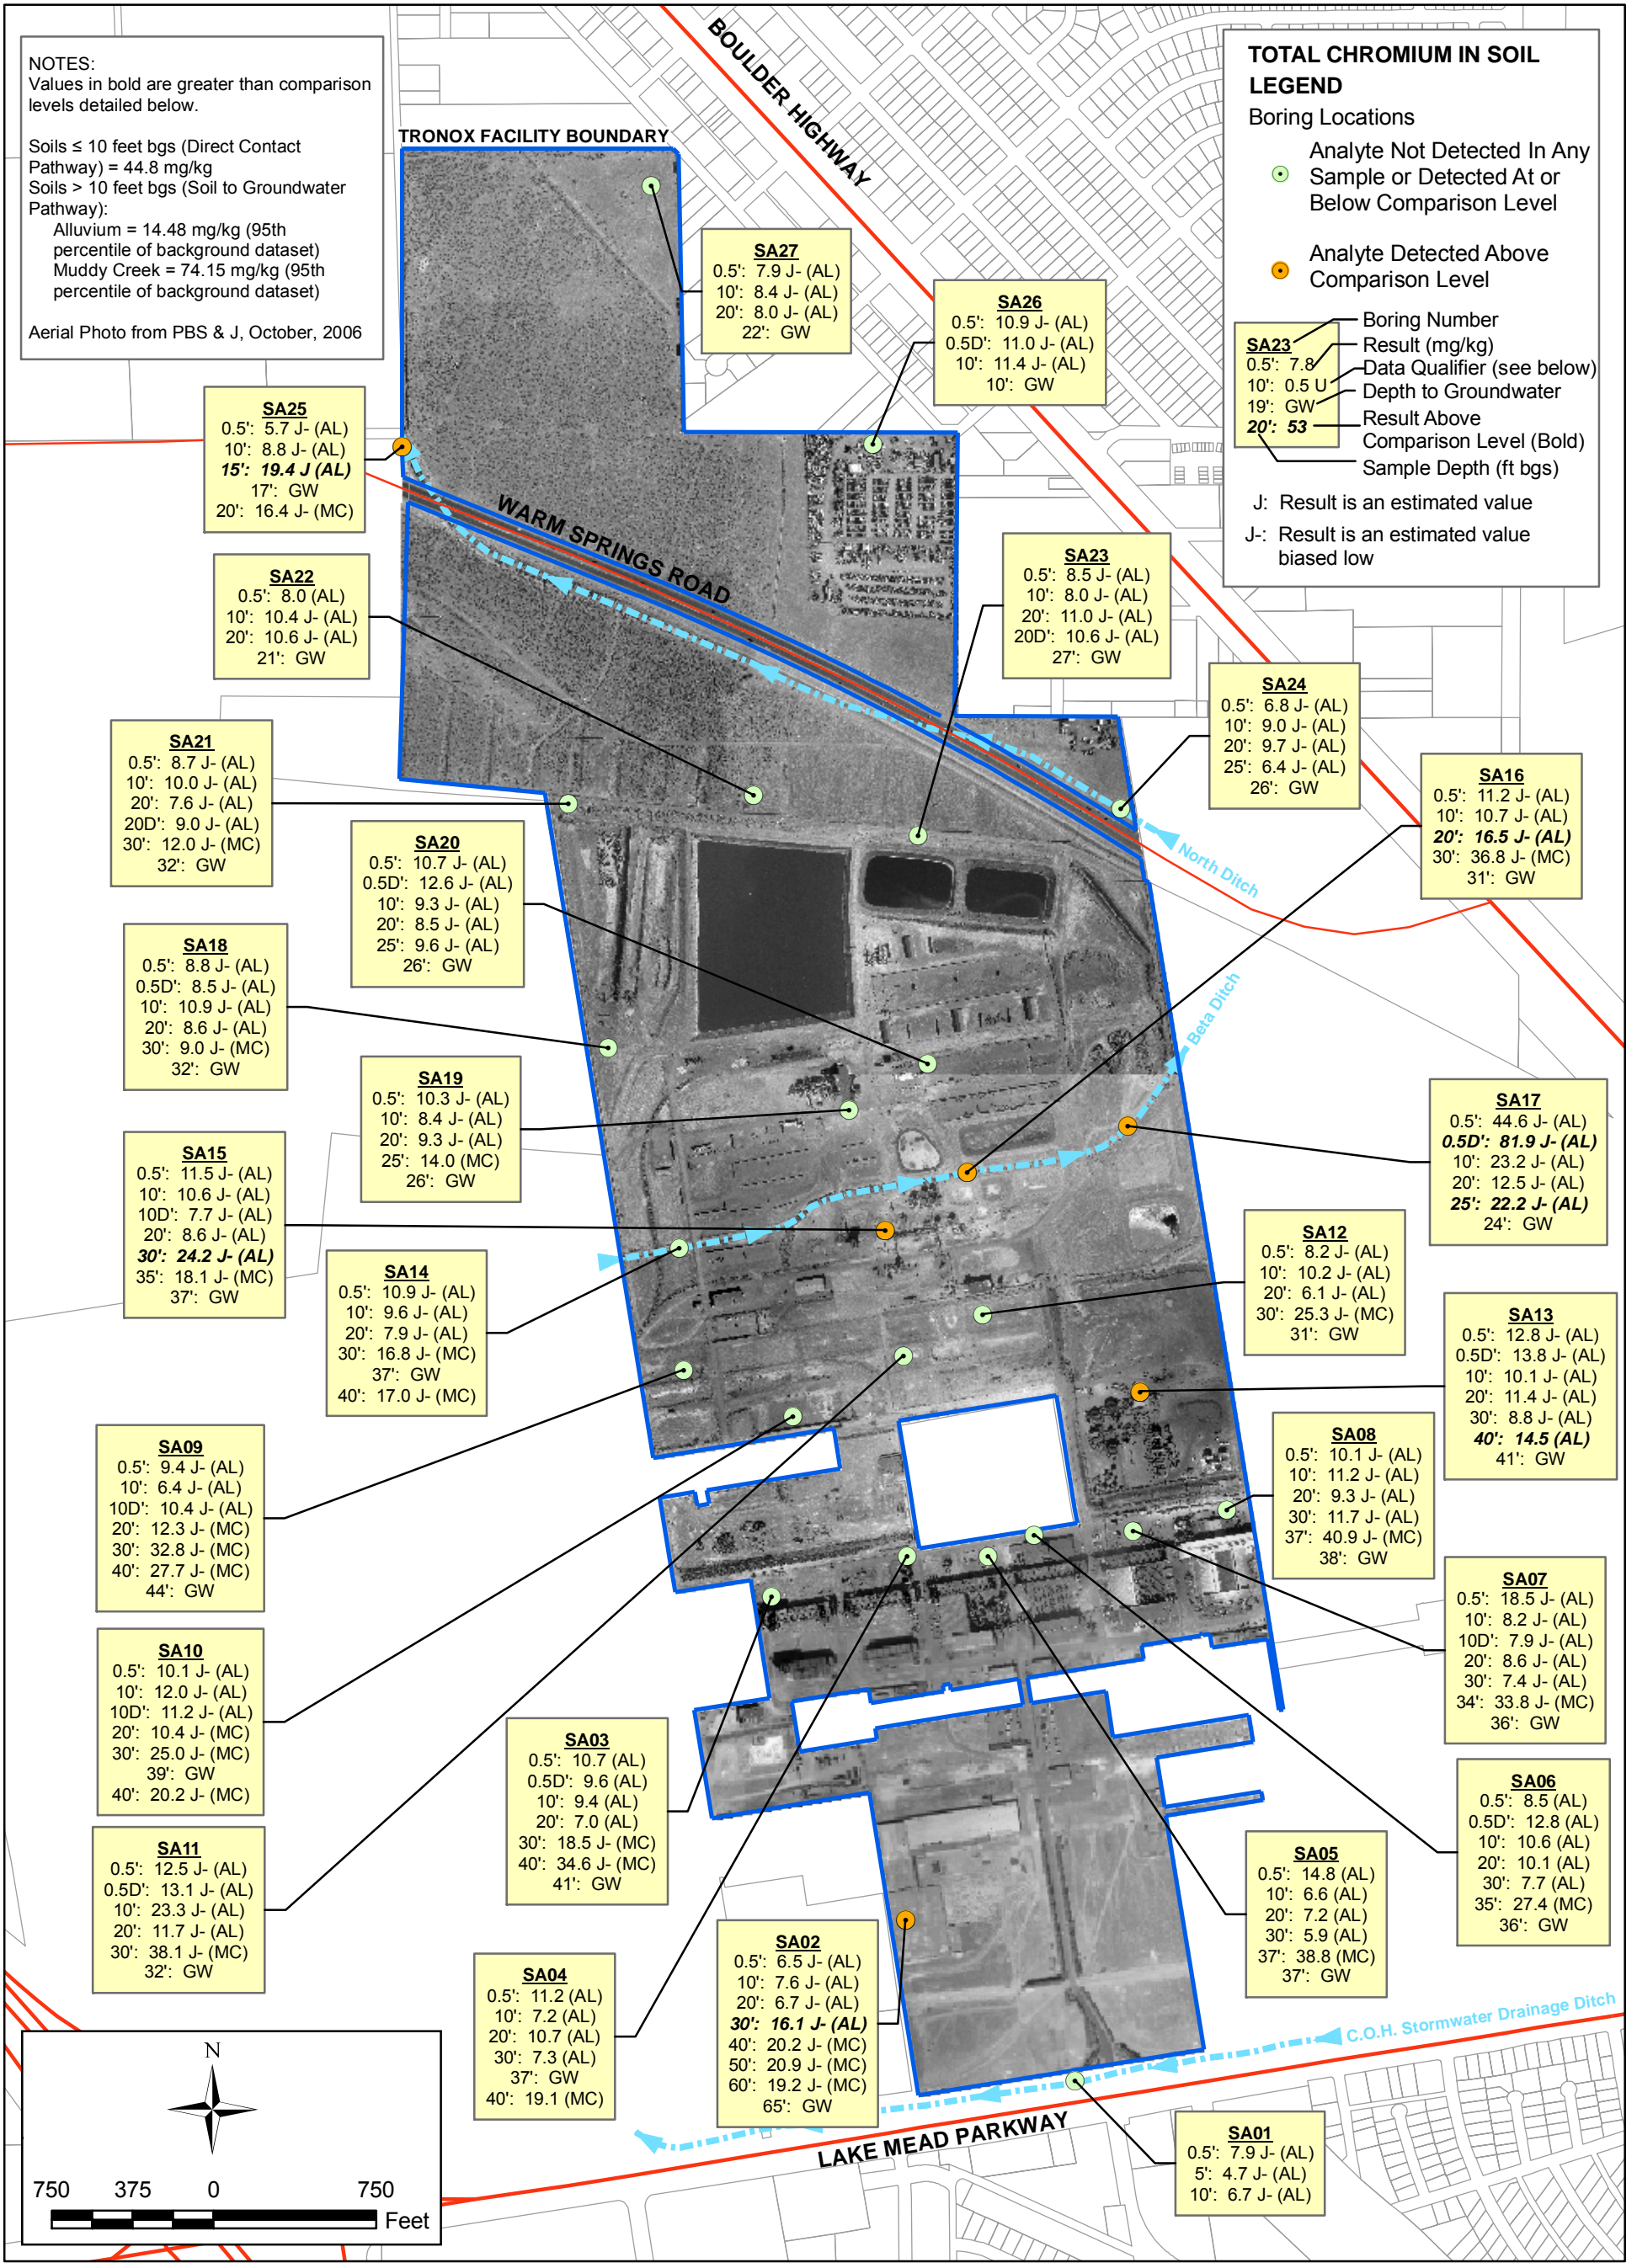 NOTES:
Values in bold are greater than comparison
levels detailed below.
Soils ≤ 10 feet bgs (Direct Contact
Pathway) = 44.8 mg/kg
Soils > 10 feet bgs (Soil to Groundwater
Pathway):
Alluvium = 14.48 mg/kg (95th
percentile of background dataset)
Muddy Creek = 74.15 mg/kg (95th
percentile of background dataset)
Aerial Photo from PBS & J, October, 2006
TRONOX FACILITY BOUNDARY
BOULDER HIGHWAY
TOTAL CHROMIUM IN SOIL
LEGEND
Boring Locations
Analyte Not Detected In Any
Sample or Detected At or
Below Comparison Level
Analyte Detected Above
Comparison Level
SA23
0.5': 7.8
10': 0.5 U
19': GW
20': 53
Boring Number
Result (mg/kg)
Data Qualifier (see below)
Depth to Groundwater
Result Above
Comparison Level (Bold)
Sample Depth (ft bgs)
J: Result is an estimated value
J-: Result is an estimated value
biased low
SA27
0.5': 7.9 J- (AL)
10': 8.4 J- (AL)
20': 8.0 J- (AL)
22': GW
SA26
0.5': 10.9 J- (AL)
0.5D': 11.0 J- (AL)
10': 11.4 J- (AL)
10': GW
SA25
0.5': 5.7 J- (AL)
10': 8.8 J- (AL)
15': 19.4 J (AL)
17': GW
20': 16.4 J- (MC)
WARM SPRINGS ROAD
SA22
0.5': 8.0 (AL)
10': 10.4 J- (AL)
20': 10.6 J- (AL)
21': GW
SA23
0.5': 8.5 J- (AL)
10': 8.0 J- (AL)
20': 11.0 J- (AL)
20D': 10.6 J- (AL)
27': GW
SA24
0.5': 6.8 J- (AL)
10': 9.0 J- (AL)
20': 9.7 J- (AL)
25': 6.4 J- (AL)
26': GW
SA21
0.5': 8.7 J- (AL)
10': 10.0 J- (AL)
20': 7.6 J- (AL)
20D': 9.0 J- (AL)
30': 12.0 J- (MC)
32': GW
SA16
0.5': 11.2 J- (AL)
10': 10.7 J- (AL)
20': 16.5 J- (AL)
30': 36.8 J- (MC)
31': GW
North Ditch
SA20
0.5': 10.7 J- (AL)
0.5D': 12.6 J- (AL)
10': 9.3 J- (AL)
20': 8.5 J- (AL)
25': 9.6 J- (AL)
26': GW
SA18
0.5': 8.8 J- (AL)
0.5D': 8.5 J- (AL)
10': 10.9 J- (AL)
20': 8.6 J- (AL)
30': 9.0 J- (MC)
32': GW
Beta Ditch
SA19
0.5': 10.3 J- (AL)
10': 8.4 J- (AL)
20': 9.3 J- (AL)
25': 14.0 (MC)
26': GW
SA17
0.5': 44.6 J- (AL)
0.5D': 81.9 J- (AL)
10': 23.2 J- (AL)
20': 12.5 J- (AL)
25': 22.2 J- (AL)
24': GW
SA15
0.5': 11.5 J- (AL)
10': 10.6 J- (AL)
10D': 7.7 J- (AL)
20': 8.6 J- (AL)
30': 24.2 J- (AL)
35': 18.1 J- (MC)
37': GW
SA12
0.5': 8.2 J- (AL)
10': 10.2 J- (AL)
20': 6.1 J- (AL)
30': 25.3 J- (MC)
31': GW
SA14
0.5': 10.9 J- (AL)
10': 9.6 J- (AL)
20': 7.9 J- (AL)
30': 16.8 J- (MC)
37': GW
40': 17.0 J- (MC)
SA13
0.5': 12.8 J- (AL)
0.5D': 13.8 J- (AL)
10': 10.1 J- (AL)
20': 11.4 J- (AL)
30': 8.8 J- (AL)
40': 14.5 (AL)
41': GW
SA09
0.5': 9.4 J- (AL)
10': 6.4 J- (AL)
10D': 10.4 J- (AL)
20': 12.3 J- (MC)
30': 32.8 J- (MC)
40': 27.7 J- (MC)
44': GW
SA08
0.5': 10.1 J- (AL)
10': 11.2 J- (AL)
20': 9.3 J- (AL)
30': 11.7 J- (AL)
37': 40.9 J- (MC)
38': GW
SA07
0.5': 18.5 J- (AL)
10': 8.2 J- (AL)
10D': 7.9 J- (AL)
20': 8.6 J- (AL)
30': 7.4 J- (AL)
34': 33.8 J- (MC)
36': GW
SA10
0.5': 10.1 J- (AL)
10': 12.0 J- (AL)
10D': 11.2 J- (AL)
20': 10.4 J- (MC)
30': 25.0 J- (MC)
39': GW
40': 20.2 J- (MC)
SA03
0.5': 10.7 (AL)
0.5D': 9.6 (AL)
10': 9.4 (AL)
20': 7.0 (AL)
30': 18.5 J- (MC)
40': 34.6 J- (MC)
41': GW
SA06
0.5': 8.5 (AL)
0.5D': 12.8 (AL)
10': 10.6 (AL)
20': 10.1 (AL)
30': 7.7 (AL)
35': 27.4 (MC)
36': GW
SA11
0.5': 12.5 J- (AL)
0.5D': 13.1 J- (AL)
10': 23.3 J- (AL)
20': 11.7 J- (AL)
30': 38.1 J- (MC)
32': GW
SA05
0.5': 14.8 (AL)
10': 6.6 (AL)
20': 7.2 (AL)
30': 5.9 (AL)
37': 38.8 (MC)
37': GW
SA02
0.5': 6.5 J- (AL)
10': 7.6 J- (AL)
20': 6.7 J- (AL)
30': 16.1 J- (AL)
40': 20.2 J- (MC)
50': 20.9 J- (MC)
60': 19.2 J- (MC)
65': GW
SA04
0.5': 11.2 (AL)
10': 7.2 (AL)
20': 10.7 (AL)
30': 7.3 (AL)
37': GW
40': 19.1 (MC)
C.O.H. Stormwater Drainage Ditch
LAKE MEAD PARKWAY
SA01
0.5': 7.9 J- (AL)
5': 4.7 J- (AL)
10': 6.7 J- (AL)
N
750 375 0 750
Feet